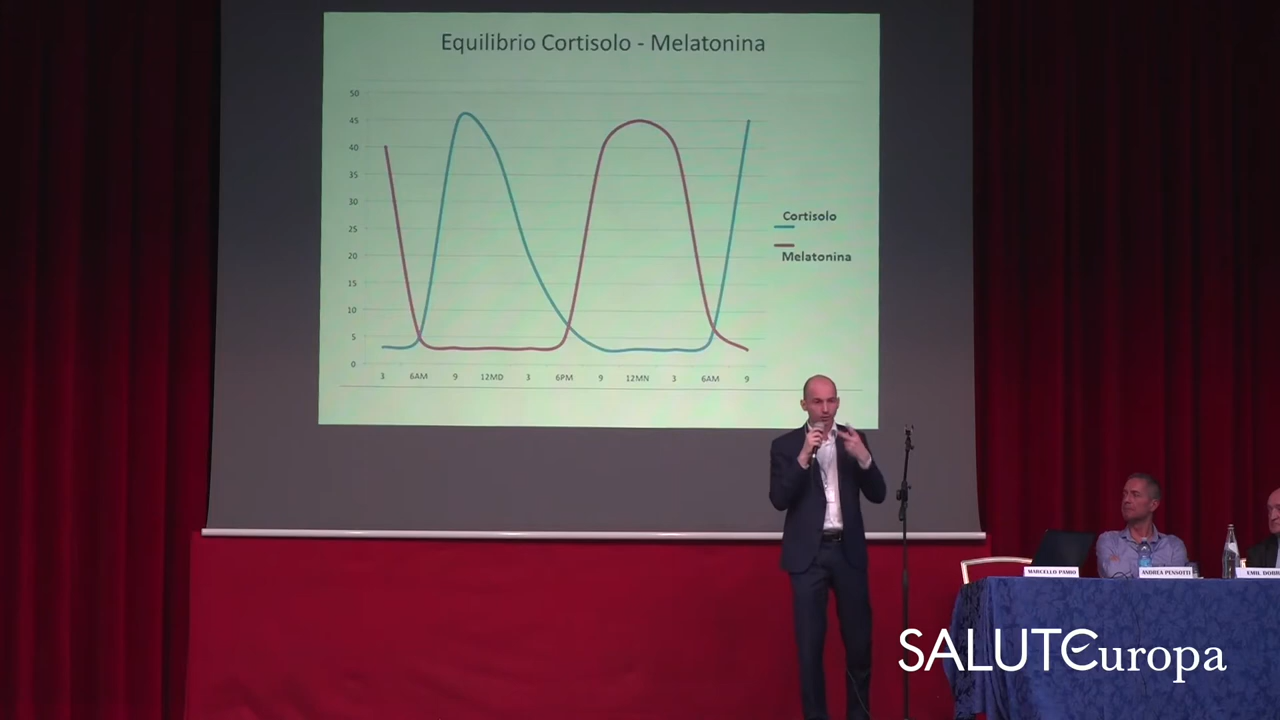 Equilibrio Cortisolo - Melatonina
50
45
40
35
30
25
20
15
10
5
0
3 6AM 9 12MD 3 6PM 9 12MN 3 6AM 9
Cortisolo
Melatonina
MARCELLO PAMIO
ANDREA PENSOTTI
EMIL
SALUTEuropa